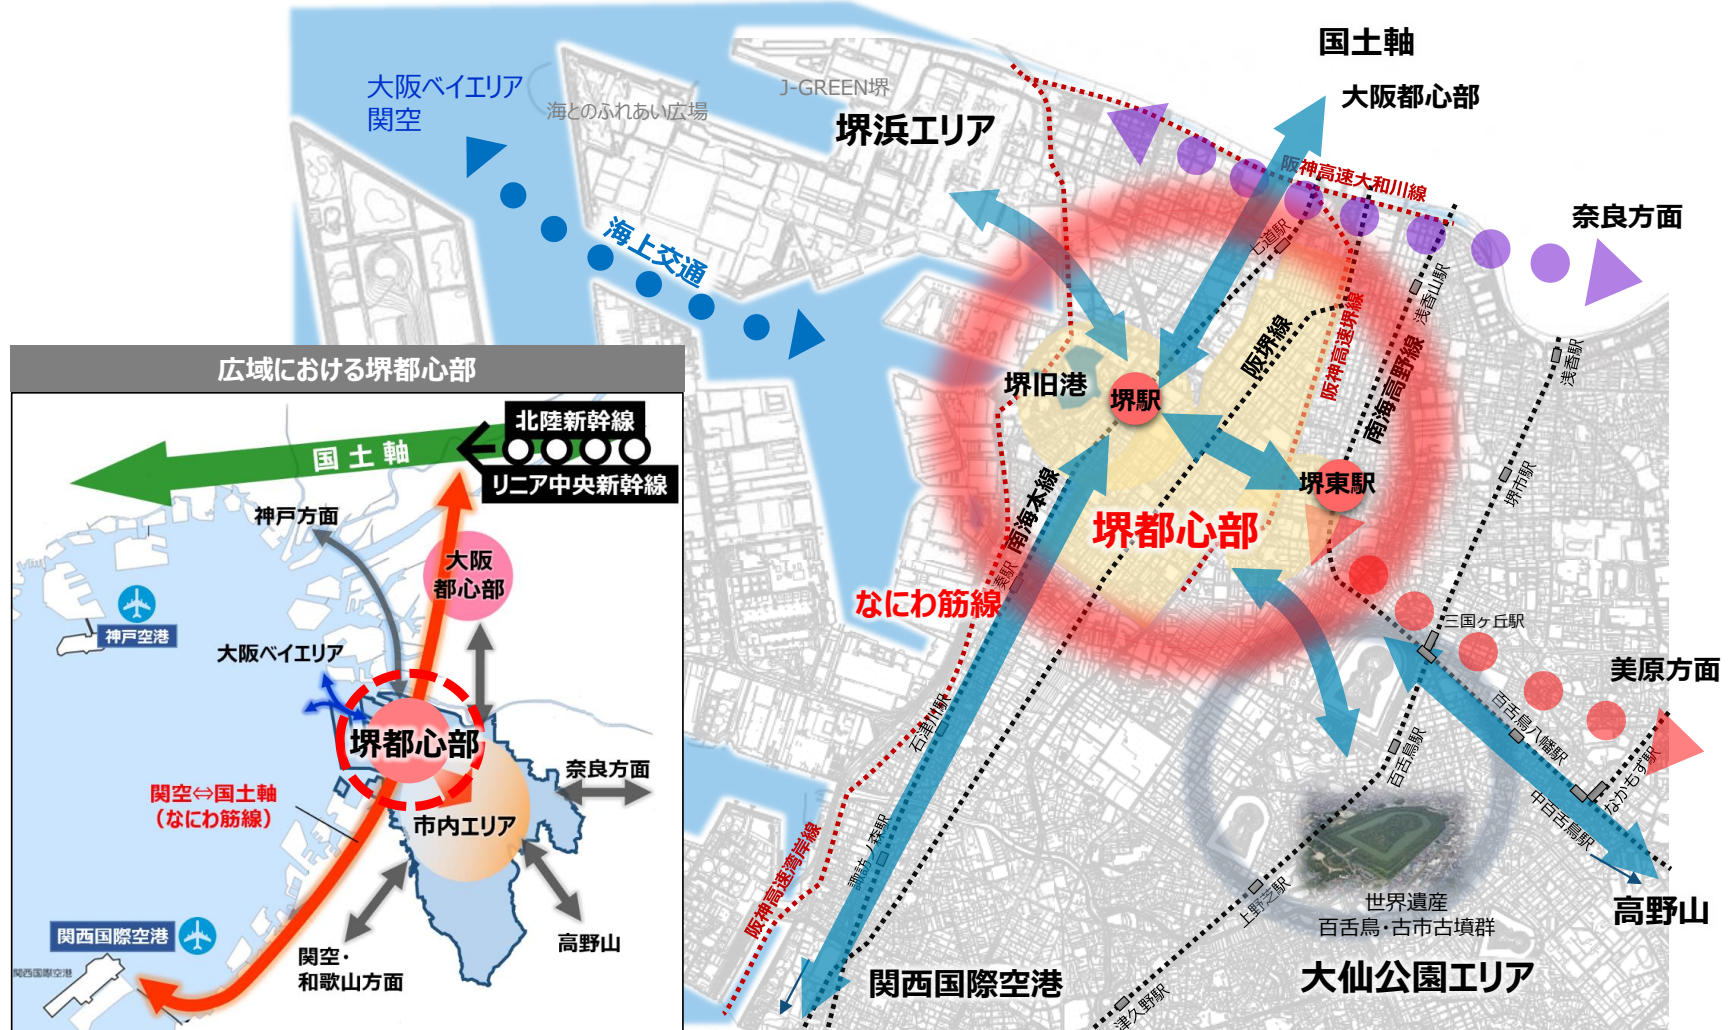 国土軸
大阪都心部
大阪ベイエリア
関空
海とのふれあい広場
J-GREEN堺
堺浜エリア
阪神高速大和川線
奈良方面
海上交通
七道駅
浅香山駅
阪堺線
阪神高速堺線
南海高野線
浅香駅
堺旧港
堺駅
堺東駅
堺市駅
堺都心部
南海本線
湊駅
なにわ筋線
三国ヶ丘駅
美原方面
石津川駅
百舌鳥駅
百舌鳥八幡駅
なかもず駅
中百舌鳥駅
諏訪ノ森駅
阪神高速湾岸線
上野芝駅
世界遺産
百舌鳥・古市古墳群
高野山
関西国際空港
大仙公園エリア
津久野駅
広域における堺都心部
北陸新幹線
国土軸
リニア中央新幹線
神戸方面
大阪
都心部
神戸空港
大阪ベイエリア
堺都心部
奈良方面
関空⇔国土軸
（なにわ筋線）
市内エリア
関西国際空港
関西国際空港
関空・
和歌山方面
高野山